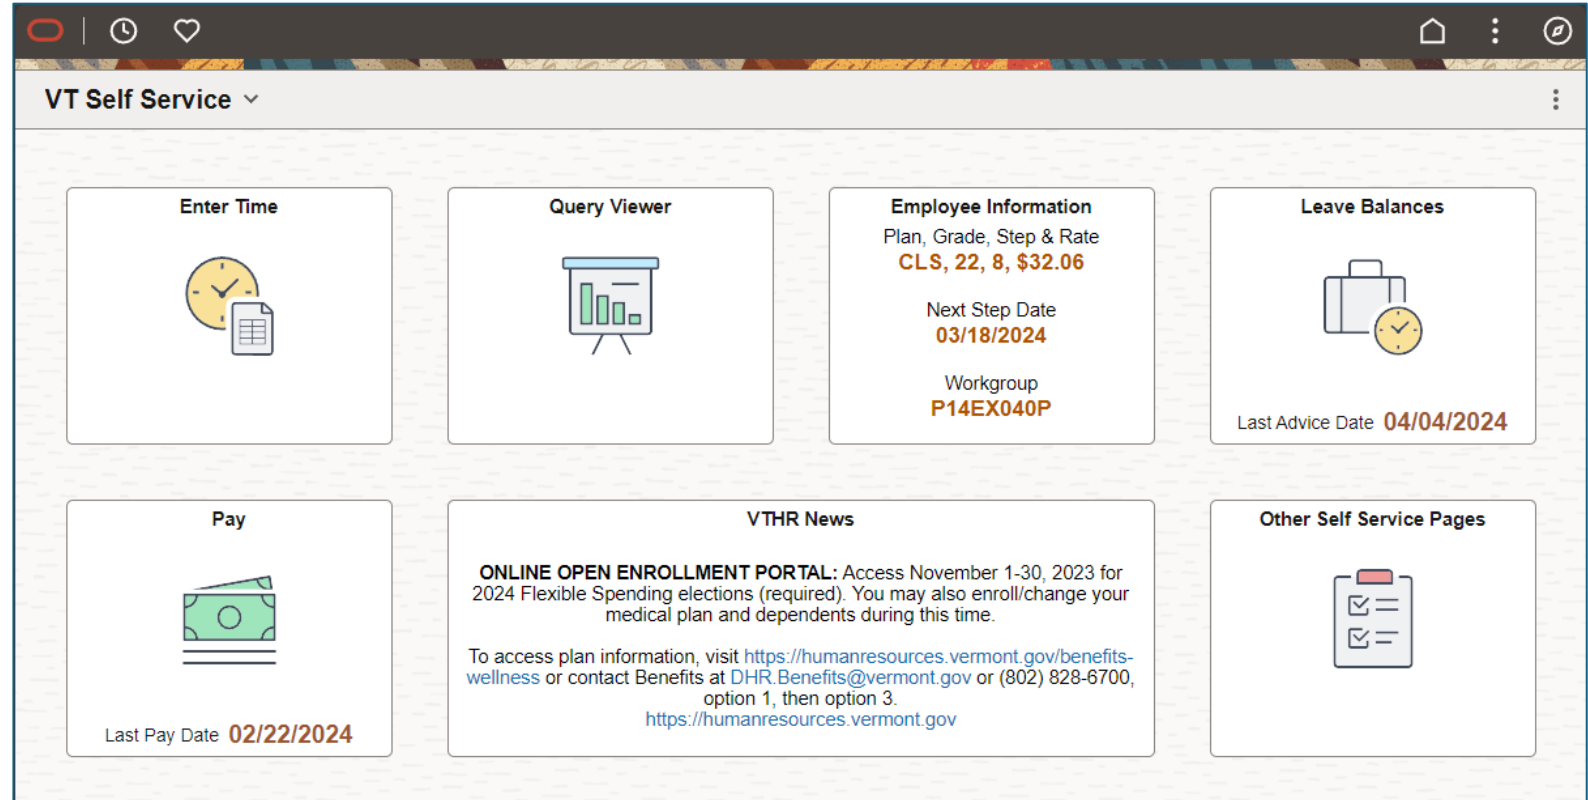 VT Self Service
Enter Time
Query Viewer
Employee Information
Plan, Grade, Step & Rate
CLS, 22, 8, $32.06
Next Step Date
03/18/2024
Workgroup
P14EX040P
Leave Balances
Last Advice Date 04/04/2024
Pay
Last Pay Date 02/22/2024
VTHR News
ONLINE OPEN ENROLLMENT PORTAL: Access November 1-30, 2023 for
2024 Flexible Spending elections (required). You may also enroll/change your
medical plan and dependents during this time.
To access plan information, visit https://humanresources.vermont.gov/benefits-
wellness or contact Benefits at DHR.Benefits@vermont.gov or (802) 828-6700,
option 1, then option 3.
https://humanresources.vermont.gov
Other Self Service Pages